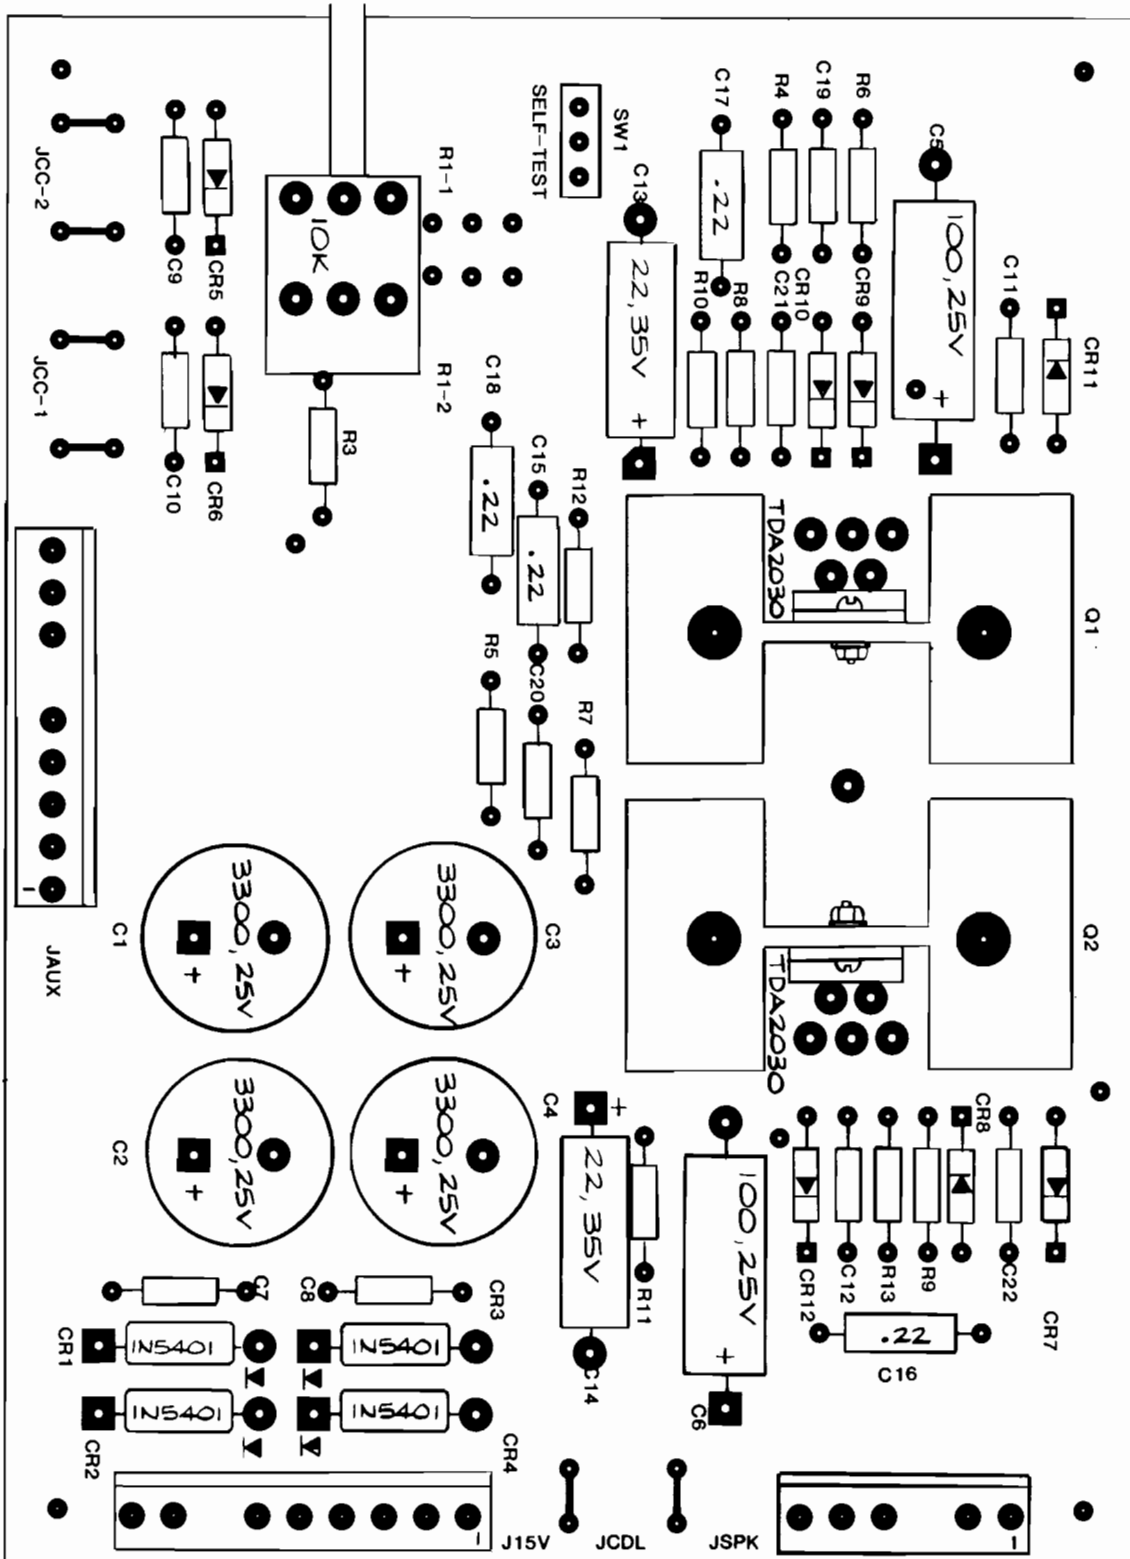 JCC-2
C9
CR5
R1-1
10K
SELF-TEST
SW1
C17
R4
C19
R6
C5
C13
.22
22, 35V
+
R10
R8
C21
CR10
CR9
100, 25V
+
C11
CR11
JCC-1
C10
CR6
R3
R1-2
C18
.22
C15
.22
R12
TDA2030
Q1
R5
C20
R7
JAUX
1
C1
3300, 25V
+
3300, 25V
+
C3
TDA2030
Q2
C2
3300, 25V
+
3300, 25V
+
C4
+
22, 35V
R11
C14
100, 25V
+
C6
CR8
CR12
C12
R13
R9
C22
CR7
.22
C16
C7
C8
CR3
CR1
1N5401
1N5401
CR2
1N5401
1N5401
CR4
1
J15V
JCDL
JSPK
1